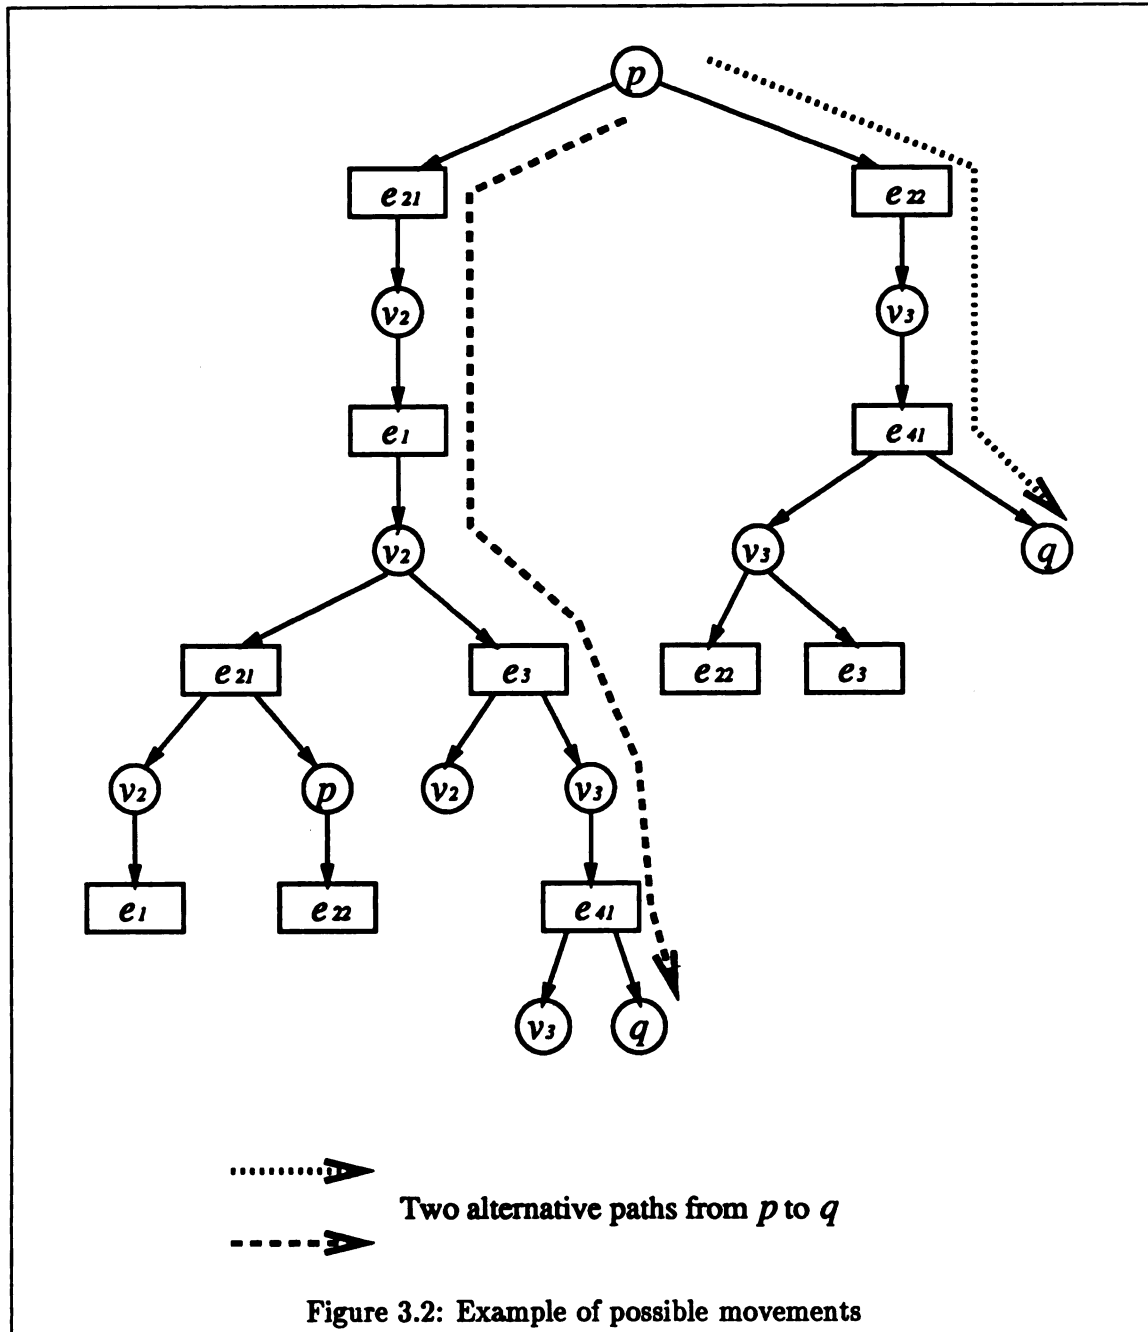 p
e21 e22
v2 v3
e1 e41
v2 v3 q
e21 e3 e22 e3
v2 p v2 v3
e1 e22 e41
v3 q
Two alternative paths from p to q
Figure 3.2: Example of possible movements